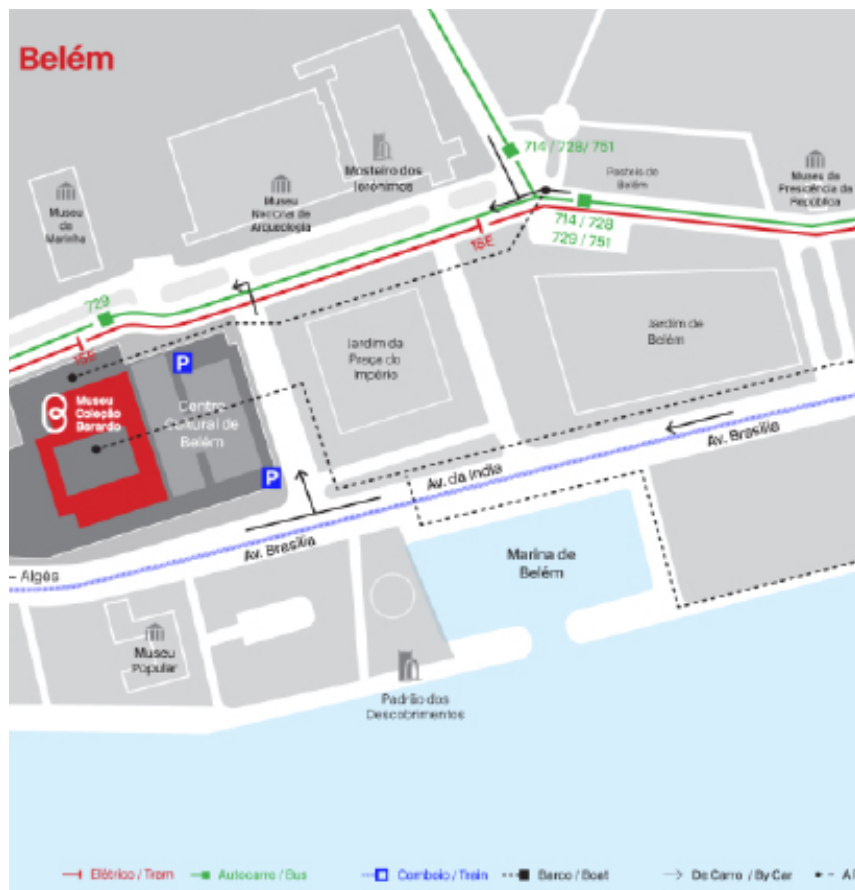 Belém
714 / 728 / 751
Mosteiro dos
Jerónimos
Pasteis de
Belém
Museu da
Presidência da
República
Museu
de
Marinha
Museu
Nacional de
Arqueologia
714 / 728
729 / 751
15E
729
15E
Jardim da
Praça do
Império
Jardim de
Belém
P
Museu
Coleção
Berardo
Centro
Cultural de
Belém
P
Av. Brasília
Av. da India
Av. Brasília
Marina de
Belém
– Algés
Museu
Popular
Padrão dos
Descobrimentos
Elétrico / Tram
Autocarro / Bus
Comboio / Train
Barco / Boat
De Carro / By Car